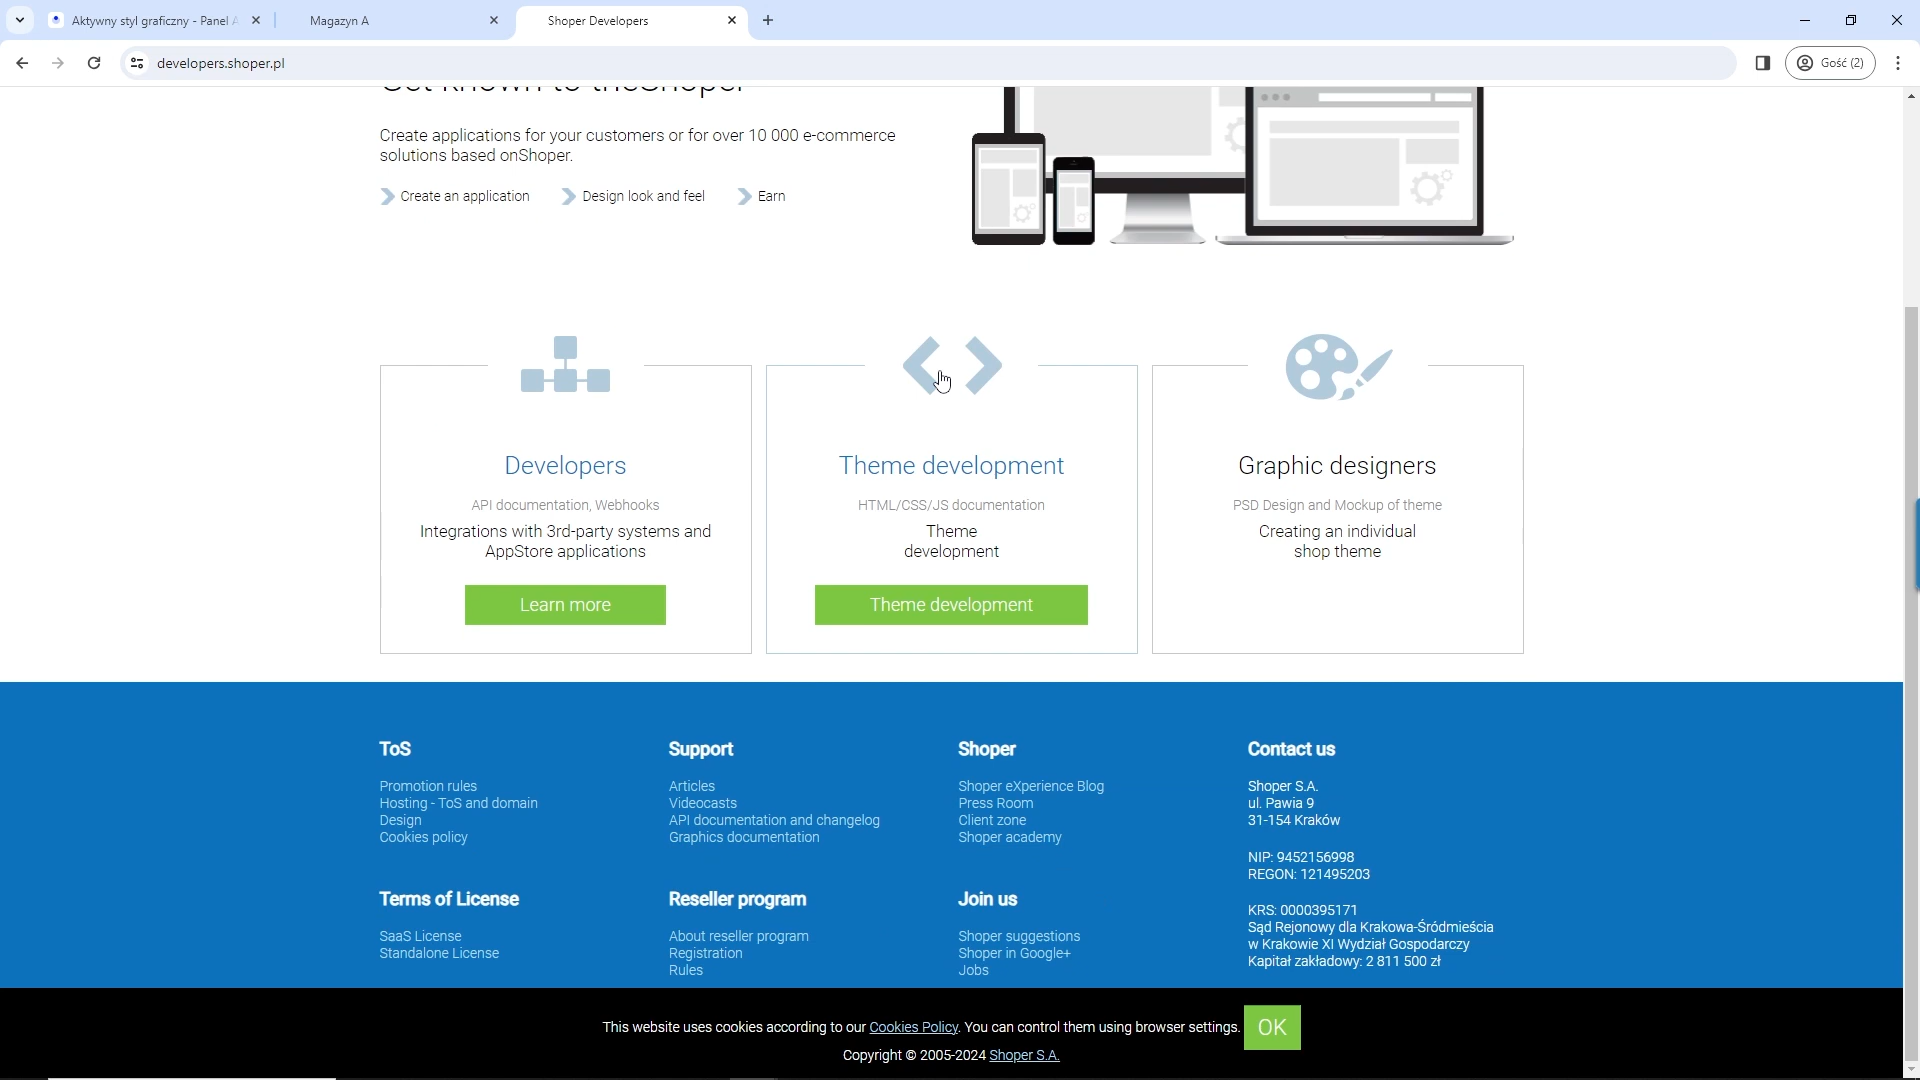 Aktywny styl graficzny - Panel A
Magazyn A
Shoper Developers
developers.shoper.pl
Gość (2)
Get known to theShoper
Create applications for your customers or for over 10 000 e-commerce
solutions based onShoper.
Create an application
Design look and feel
Earn
Developers
API documentation, Webhooks
Integrations with 3rd-party systems and
AppStore applications
Learn more
Theme development
HTML/CSS/JS documentation
Theme
development
Theme development
Graphic designers
PSD Design and Mockup of theme
Creating an individual
shop theme
ToS
Promotion rules
Hosting - ToS and domain
Design
Cookies policy
Support
Articles
Videocasts
API documentation and changelog
Graphics documentation
Shoper
Shoper eXperience Blog
Press Room
Client zone
Shoper academy
Contact us
Shoper S.A.
ul. Pawia 9
31-154 Kraków
NIP: 9452156998
REGON: 121495203
KRS: 0000395171
Sąd Rejonowy dla Krakowa-Śródmieścia
w Krakowie XI Wydział Gospodarczy
Kapitał zakładowy: 2 811 500 zł
Terms of License
SaaS License
Standalone License
Reseller program
About reseller program
Registration
Rules
Join us
Shoper suggestions
Shoper in Google+
Jobs
This website uses cookies according to our Cookies Policy. You can control them using browser settings.
OK
Copyright © 2005-2024 Shoper S.A.